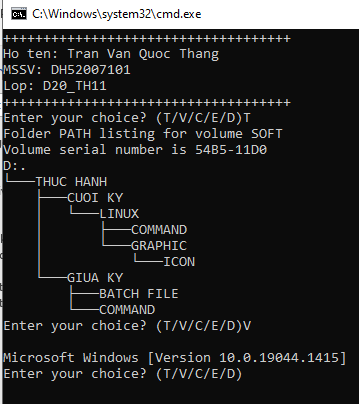 C:\Windows\system32\cmd.exe
++++++++++++++++++++++++++++++++++++
Ho ten: Tran Van Quoc Thang
MSSV: DH52007101
Lop: D20_TH11
++++++++++++++++++++++++++++++++++++
Enter your choice? (T/V/C/E/D)T
Folder PATH listing for volume SOFT
Volume serial number is 54B5-11D0
D:.
└───THUC HANH
    ├───CUOI KY
    │   └───LINUX
    │       ├───COMMAND
    │       └───GRAPHIC
    │           └───ICON
    └───GIUA KY
        ├───BATCH FILE
        └───COMMAND
Enter your choice? (T/V/C/E/D)V
Microsoft Windows [Version 10.0.19044.1415]
Enter your choice? (T/V/C/E/D)